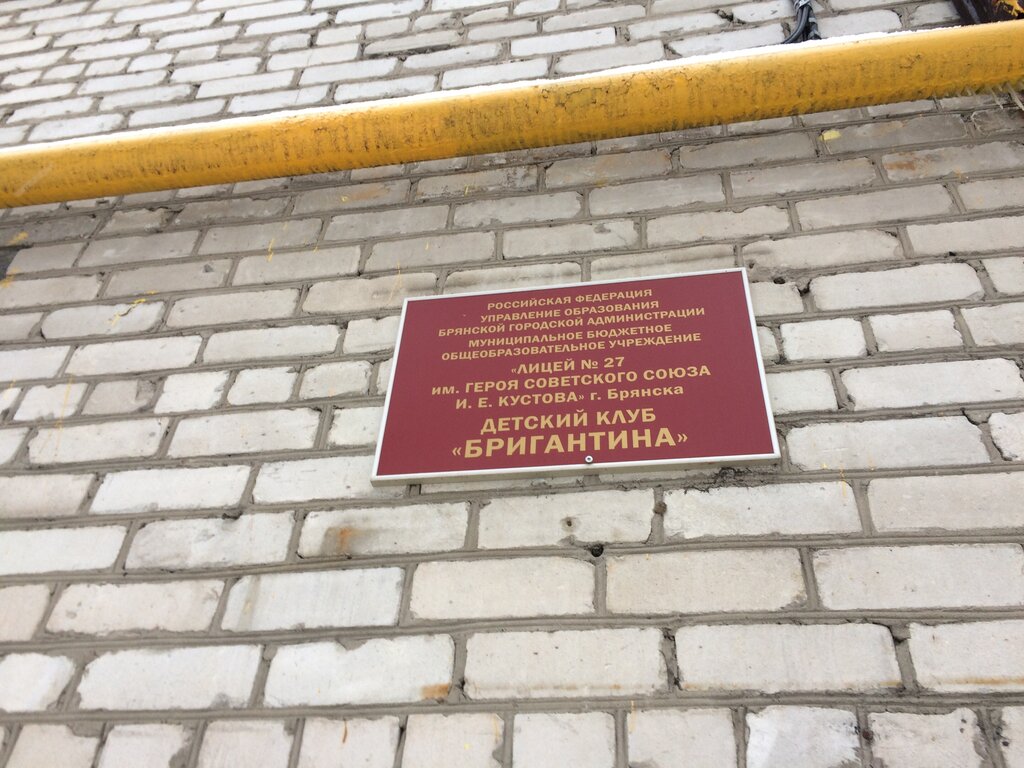 РОССИЙСКАЯ ФЕДЕРАЦИЯ
УПРАВЛЕНИЕ ОБРАЗОВАНИЯ
БРЯНСКОЙ ГОРОДСКОЙ АДМИНИСТРАЦИИ
МУНИЦИПАЛЬНОЕ БЮДЖЕТНОЕ
ОБЩЕОБРАЗОВАТЕЛЬНОЕ УЧРЕЖДЕНИЕ
«ЛИЦЕЙ № 27
им. ГЕРОЯ СОВЕТСКОГО СОЮЗА
И. Е. КУСТОВА» г. Брянска
ДЕТСКИЙ КЛУБ
«БРИГАНТИНА»